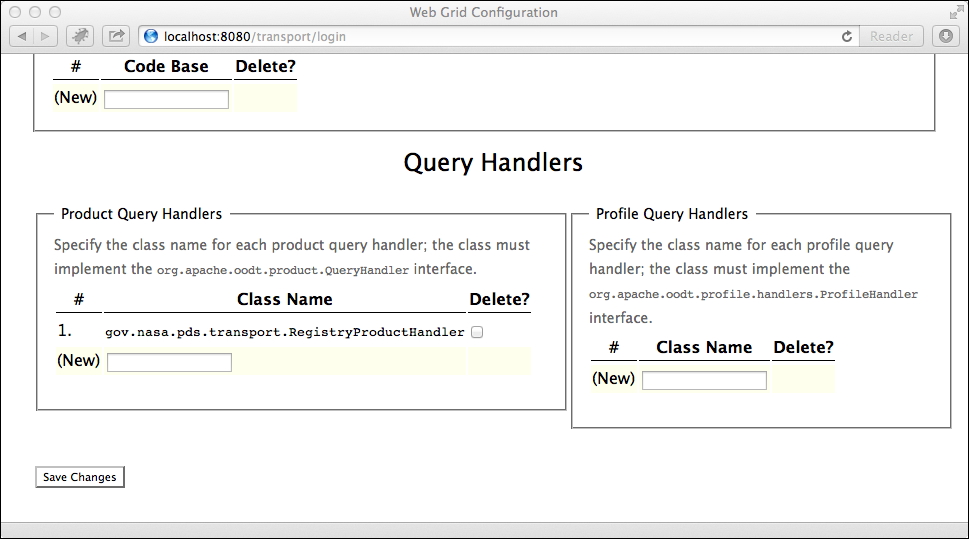 Web Grid Configuration
localhost:8080/transport/login
Reader
# Code Base Delete?
(New)
Query Handlers
Product Query Handlers
Specify the class name for each product query handler; the class must
implement the org.apache.oodt.product.QueryHandler interface.
# Class Name Delete?
1. gov.nasa.pds.transport.RegistryProductHandler
(New)
Profile Query Handlers
Specify the class name for each profile query
handler; the class must implement the
org.apache.oodt.profile.handlers.ProfileHandler
interface.
# Class Name Delete?
(New)
Save Changes